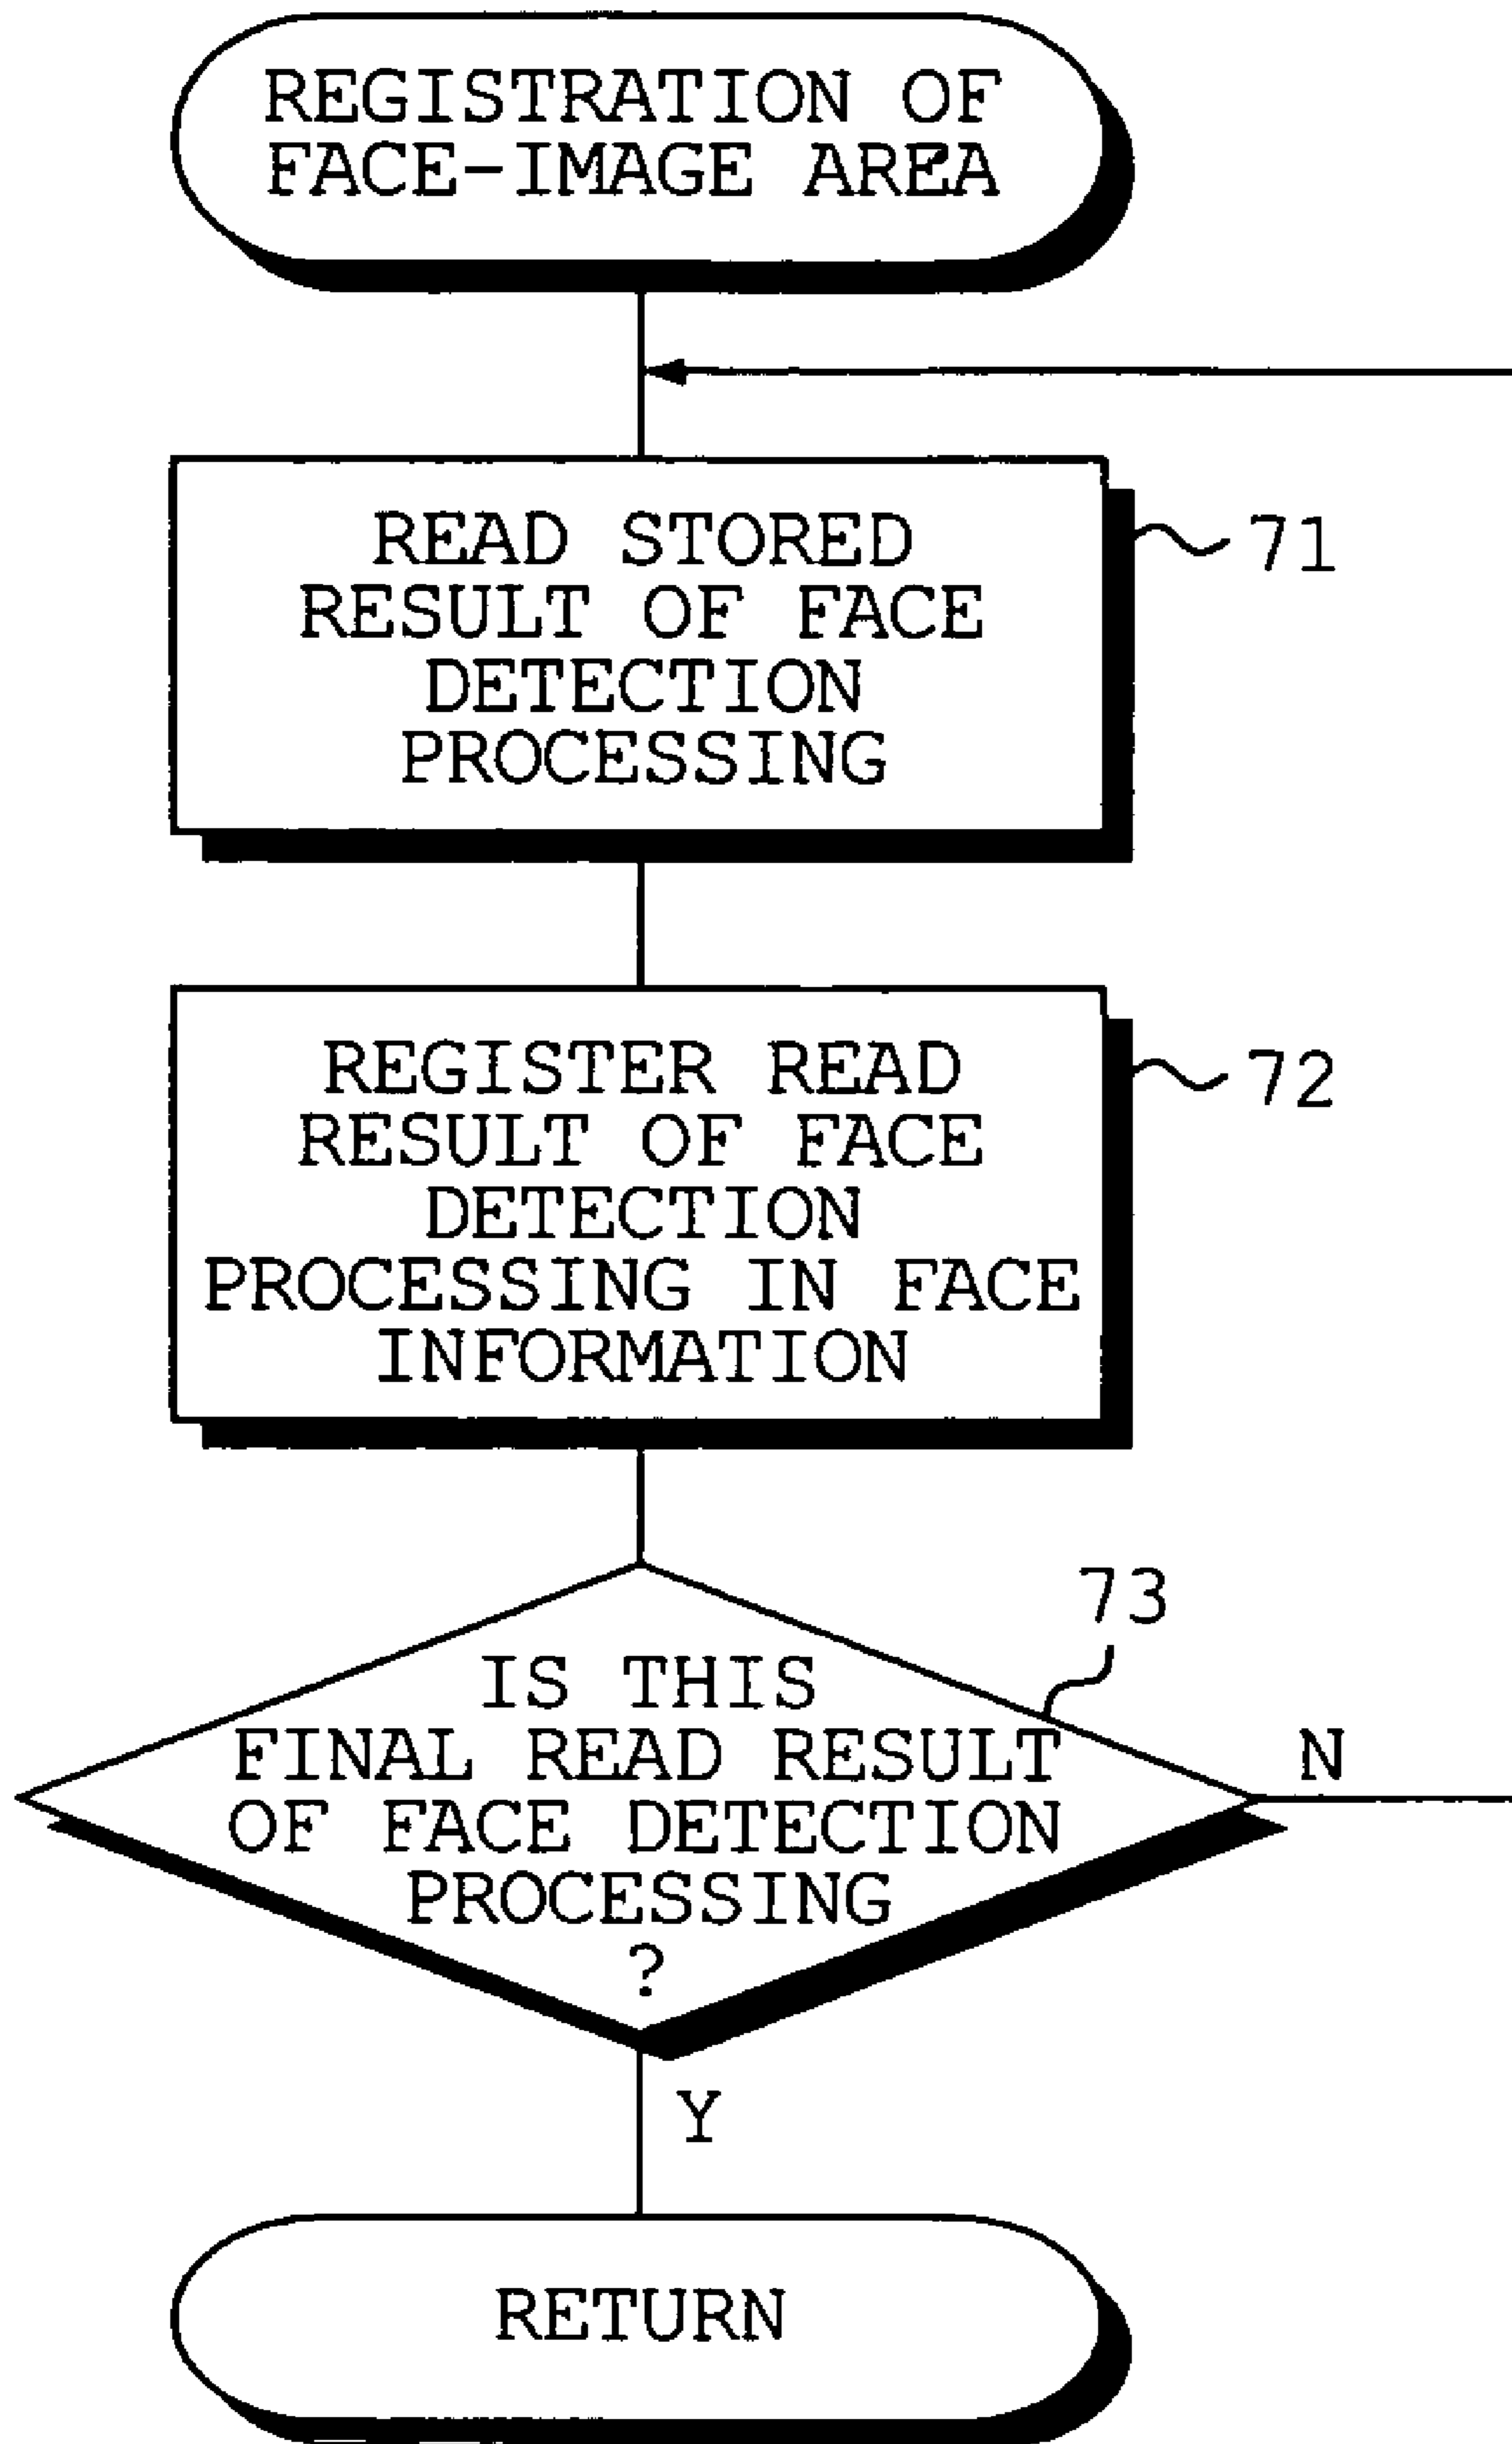 REGISTRATION OF
FACE-IMAGE AREA
READ STORED
RESULT OF FACE
DETECTION
PROCESSING
71
REGISTER READ
RESULT OF FACE
DETECTION
PROCESSING IN FACE
INFORMATION
72
73
IS THIS
FINAL READ RESULT
OF FACE DETECTION
PROCESSING
?
N
Y
RETURN